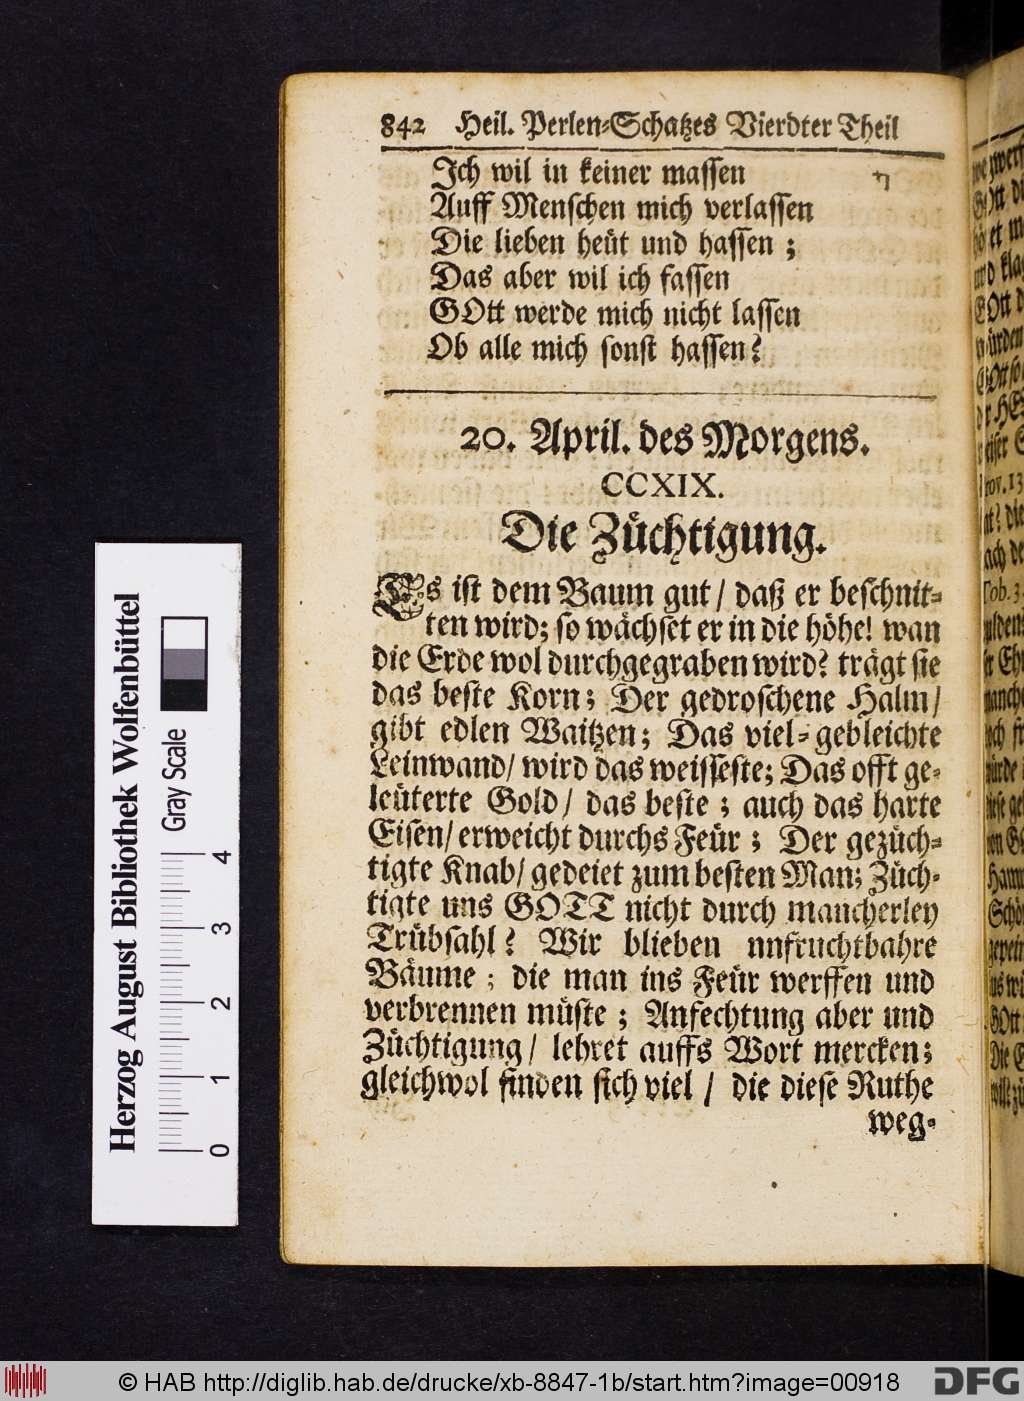 842 Heil. Perlen-Schatzes Vierdter Theil
Ich wil in keiner massen
Auff Menschen mich verlassen
Die lieben heüt und hassen ;
Das aber wil ich fassen
GOtt werde mich nicht lassen
Ob alle mich sonst hassen?
20. April. des Morgens.
CCXIX.
Die Züchtigung.
ES ist dem Baum gut / daß er beschnit-
ten wird; so wächset er in die höhe! wan
die Erde wol durchgegraben wird? trägt sie
das beste Korn; Der gedroschene Halm/
gibt edlen Waitzen; Das viel-gebleichte
Leinwand/ wird das weisseste; Das offt ge-
leüterte Gold/ das beste ; auch das harte
Eisen/ erweicht durchs Feür ; Der gezüch-
tigte Knab/ gedeiet zum besten Man; Züch-
tigte uns GOTT nicht durch mancherley
Trübsahl? Wir blieben unfruchtbahre
Bäume ; die man ins Feür werffen und
verbrennen müste ; Anfechtung aber und
Züchtigung/ lehret auffs Wort mercken;
gleichwol finden sich viel / die diese Ruthe
weg-
Herzog August Bibliothek Wolfenbüttel
Gray Scale
0 1 2 3 4
© HAB http://diglib.hab.de/drucke/xb-8847-1b/start.htm?image=00918
DFG